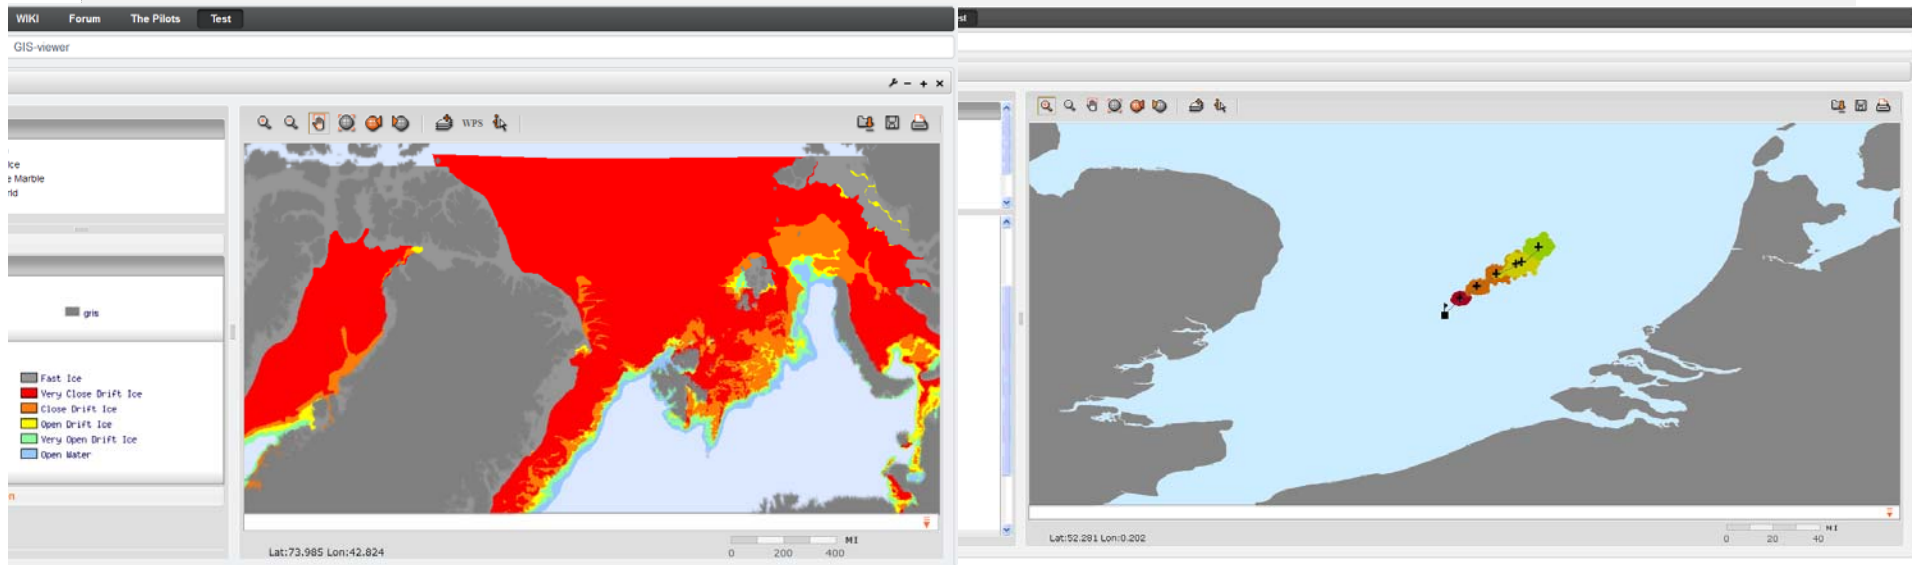 WIKI Forum The Pilots Test
GIS-viewer
WPS
gris
Fast Ice
Very Close Drift Ice
Close Drift Ice
Open Drift Ice
Very Open Drift Ice
Open Water
Marble
Lat:73.985 Lon:42.824
MI
0 200 400
Lat:52.281 Lon:0.202
MI
0 20 40